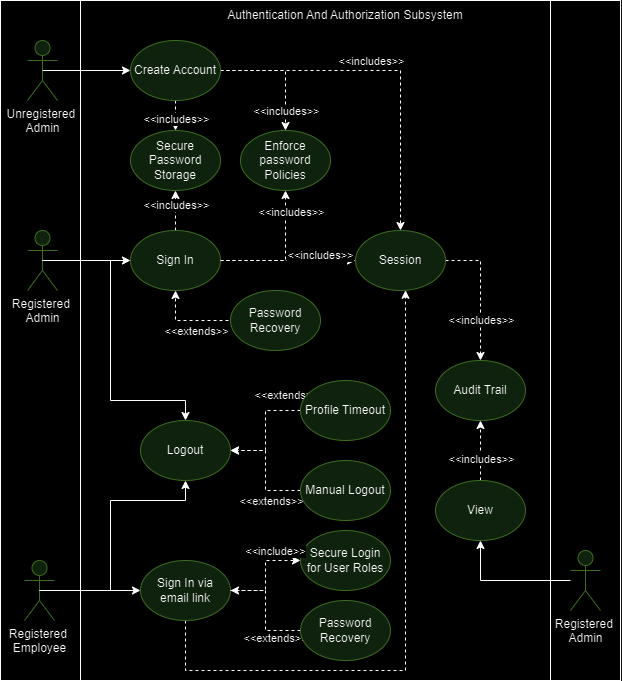 Authentication And Authorization Subsystem
<<includes>>
Create Account
Unregistered
Admin
<<includes>>
<<includes>>
Secure
Password
Storage
Enforce
password
Policies
<<includes>>
<<includes>>
Sign In
<<includes>>
Session
Registered
Admin
Password
Recovery
<<extends>>
<<includes>>
Audit Trail
<<extends>>
Profile Timeout
Logout
<<includes>>
Manual Logout
<<extends>>
View
<<include>>
Secure Login
for User Roles
Sign In via
email link
Registered
Employee
Password
Recovery
<<extends>>
Registered
Admin